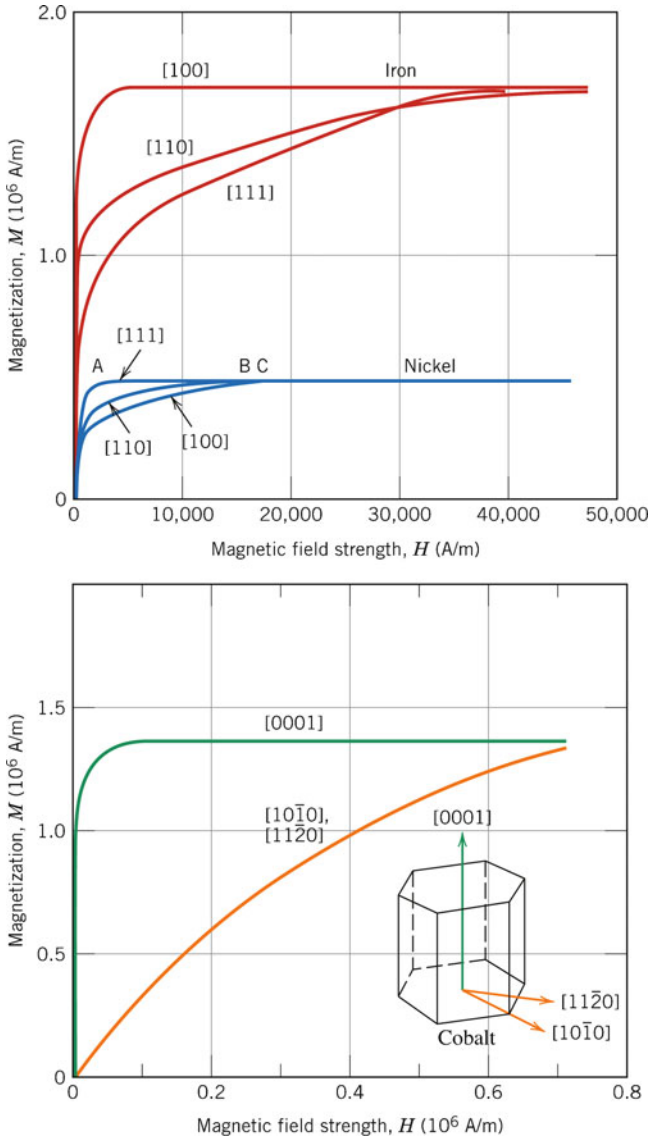 2.0
[100] Iron
[110]
[111]
1.0
Magnetization, M (10⁶ A/m)
[111]
A B C Nickel
[110] [100]
0
0 10,000 20,000 30,000 40,000 50,000
Magnetic field strength, H (A/m)
1.5
[0001]
[101̅0],
[112̅0]
1.0
Magnetization, M (10⁶ A/m)
[0001]
0.5
[112̅0]
[101̅0]
Cobalt
0
0 0.2 0.4 0.6 0.8
Magnetic field strength, H (10⁶ A/m)